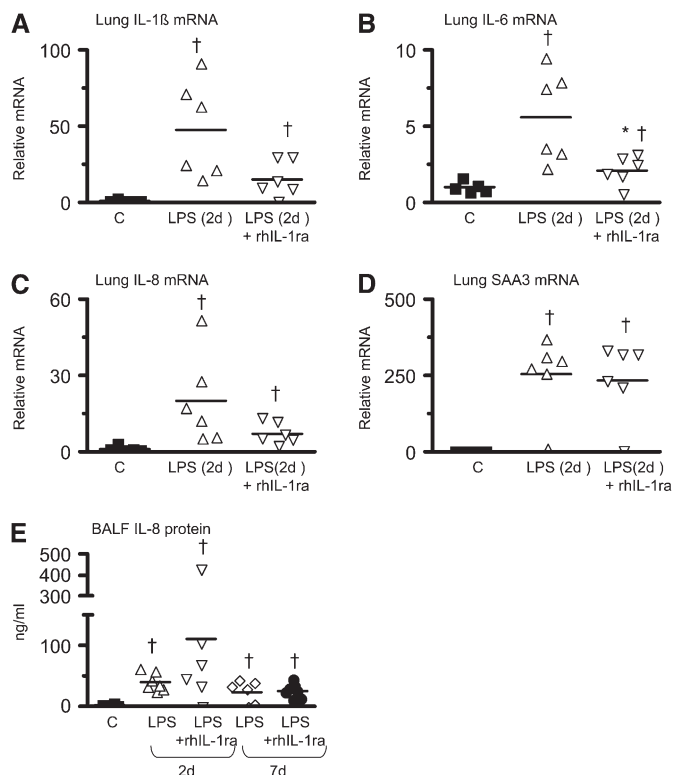 A
Lung IL-1ß mRNA
Relative mRNA
100
50
0
†
†
C
LPS (2d )
LPS (2d )
+ rhIL-1ra
B
Lung IL-6 mRNA
Relative mRNA
10
5
0
†
* †
C
LPS (2d )
LPS (2d )
+ rhIL-1ra
C
Lung IL-8 mRNA
Relative mRNA
60
30
0
†
†
C
LPS (2d )
LPS(2d )
+ rhIL-1ra
D
Lung SAA3 mRNA
Relative mRNA
500
250
0
†
†
C
LPS (2d )
LPS(2d )
+ rhIL-1ra
E
BALF IL-8 protein
ng/ml
500
400
300
100
0
†
†
†
†
C
LPS
LPS
+rhIL-1ra
LPS
LPS
+rhIL-1ra
2d
7d